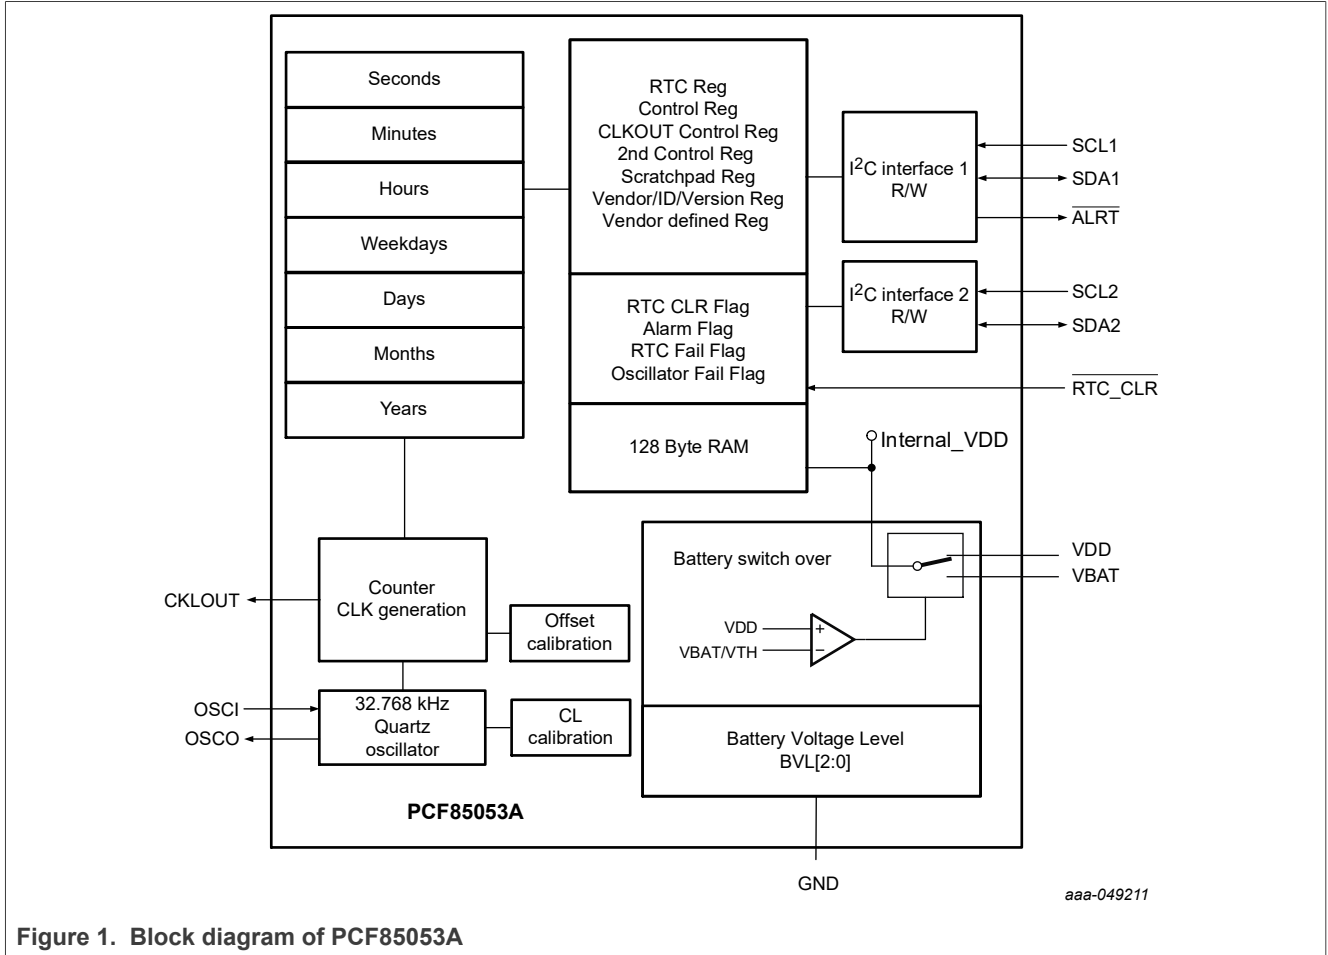 Seconds
Minutes
Hours
Weekdays
Days
Months
Years
RTC Reg
Control Reg
CLKOUT Control Reg
2nd Control Reg
Scratchpad Reg
Vendor/ID/Version Reg
Vendor defined Reg
RTC CLR Flag
Alarm Flag
RTC Fail Flag
Oscillator Fail Flag
128 Byte RAM
I2C interface 1
R/W
SCL1
SDA1
ALRT
I2C interface 2
R/W
SCL2
SDA2
RTC_CLR
Internal_VDD
Battery switch over
VDD
VBAT
VDD
VBAT/VTH
+
−
Battery Voltage Level
BVL[2:0]
GND
CKLOUT
Counter
CLK generation
Offset
calibration
OSCI
OSCO
32.768 kHz
Quartz
oscillator
CL
calibration
PCF85053A
aaa-049211
Figure 1. Block diagram of PCF85053A